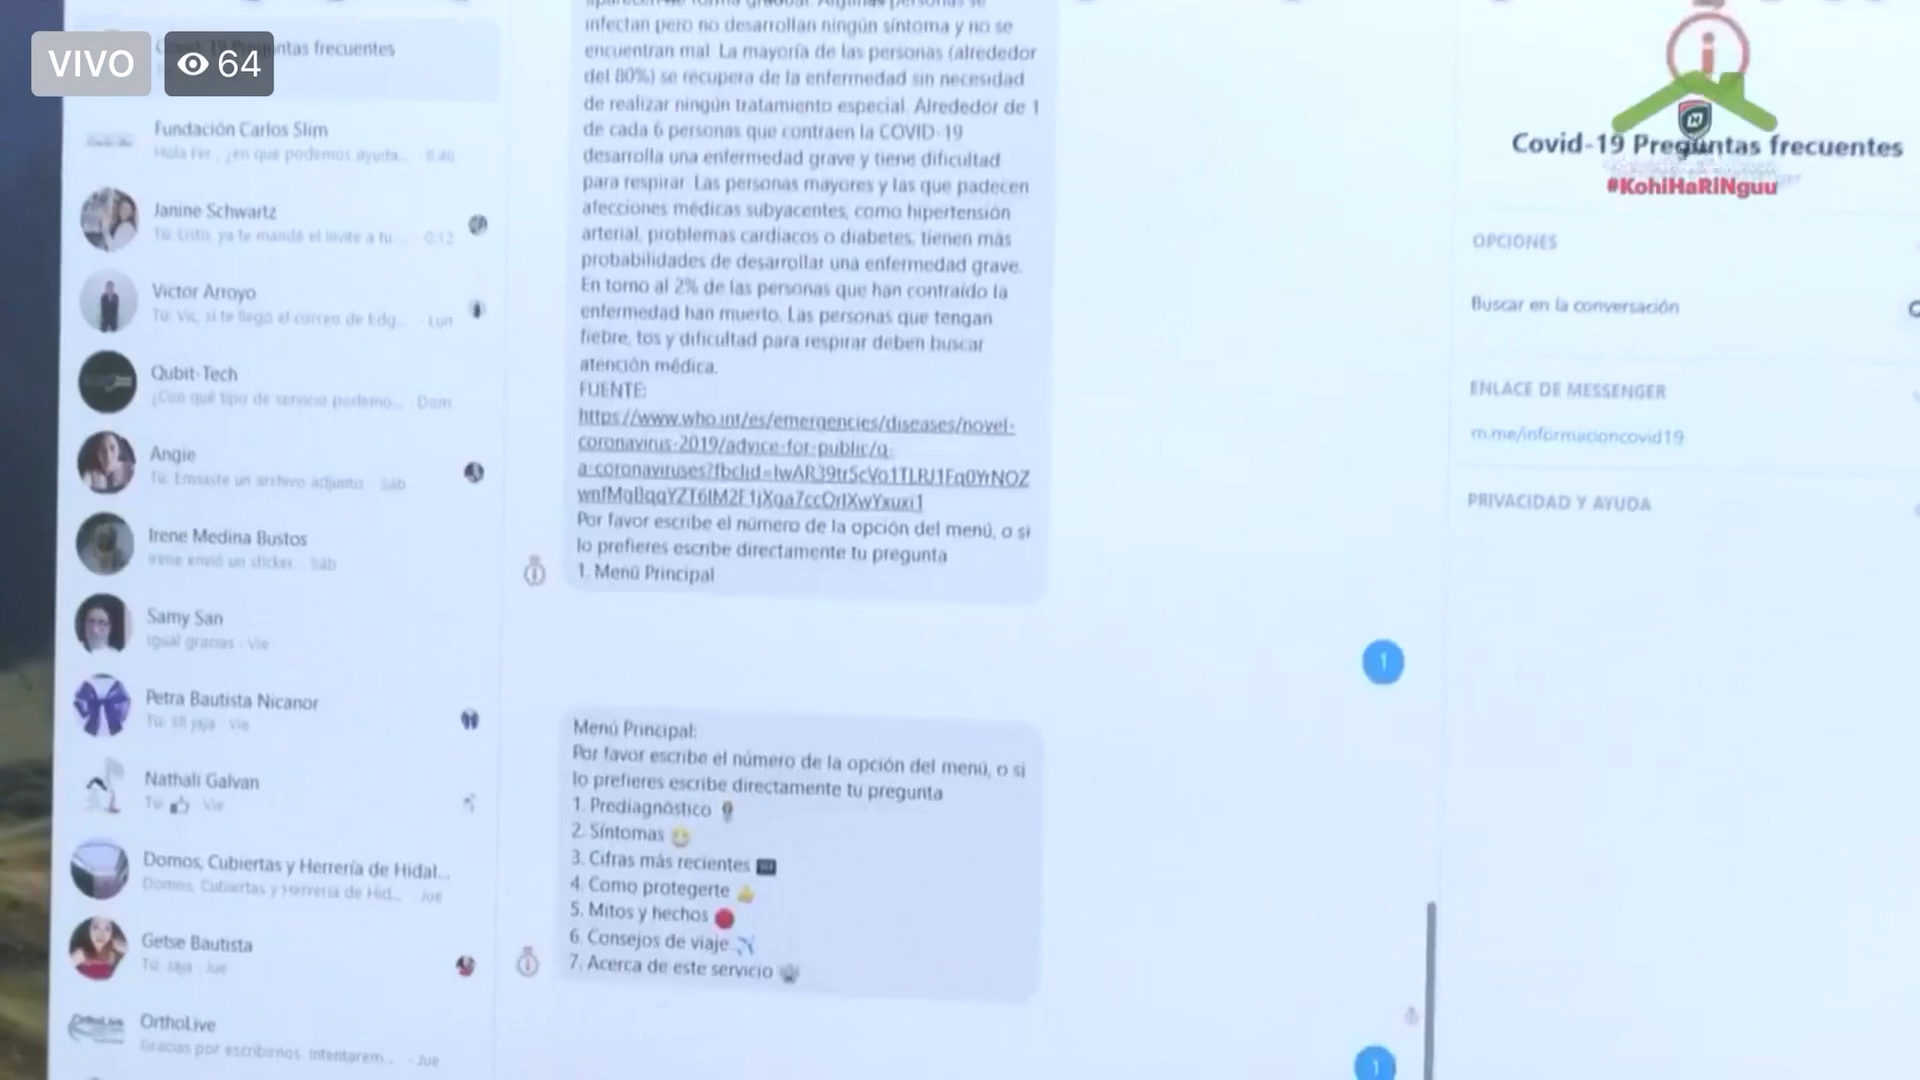 VIVO
64
Preguntas frecuentes
Fundación Carlos Slim
Hola Fer, ¿en qué podemos ayuda... · 8:46
Janine Schwartz
Tú: Listo, ya te mandé el invite a tu ... · 0:12
Victor Arroyo
Tú: Vic, si te llegó el correo de Edg... · Lun
Qubit-Tech
¿Con qué tipo de servicio podemo... · Dom
Angie
Tú: Enviaste un archivo adjunto · Sáb
Irene Medina Bustos
Irene envió un sticker. · Sáb
Samy San
Igual gracias · Vie
Petra Bautista Nicanor
jaja · Vie
Nathali Galvan
Tú: · Vie
Domos, Cubiertas y Herrería de Hidal...
Domos, Cubiertas y Herrería de Hid... · Jue
Getse Bautista
Tú: jaja · Jue
OrthoLive
Gracias por escribirnos. Intentarem... · Jue
infectan pero no desarrollan ningún síntoma y no se
encuentran mal. La mayoría de las personas (alrededor
del 80%) se recupera de la enfermedad sin necesidad
de realizar ningún tratamiento especial. Alrededor de 1
de cada 6 personas que contraen la COVID-19
desarrolla una enfermedad grave y tiene dificultad
para respirar. Las personas mayores y las que padecen
afecciones médicas subyacentes, como hipertensión
arterial, problemas cardíacos o diabetes, tienen más
probabilidades de desarrollar una enfermedad grave.
En torno al 2% de las personas que han contraído la
enfermedad han muerto. Las personas que tengan
fiebre, tos y dificultad para respirar deben buscar
atención médica.
FUENTE:
https://www.who.int/es/emergencies/diseases/novel-
coronavirus-2019/advice-for-public/q-
Por favor escribe el número de la opción del menú, o si
lo prefieres escribe directamente tu pregunta
1. Menú Principal
1
Menú Principal:
Por favor escribe el número de la opción del menú, o si
lo prefieres escribe directamente tu pregunta
1. Prediagnóstico
2. Síntomas
3. Cifras más recientes
4. Como protegerte
5. Mitos y hechos
6. Consejos de viaje
7. Acerca de este servicio
1
Covid-19 Preguntas frecuentes
#KohiHaRINguu
OPCIONES
Buscar en la conversación
ENLACE DE MESSENGER
m.me/informacioncovid19
PRIVACIDAD Y AYUDA